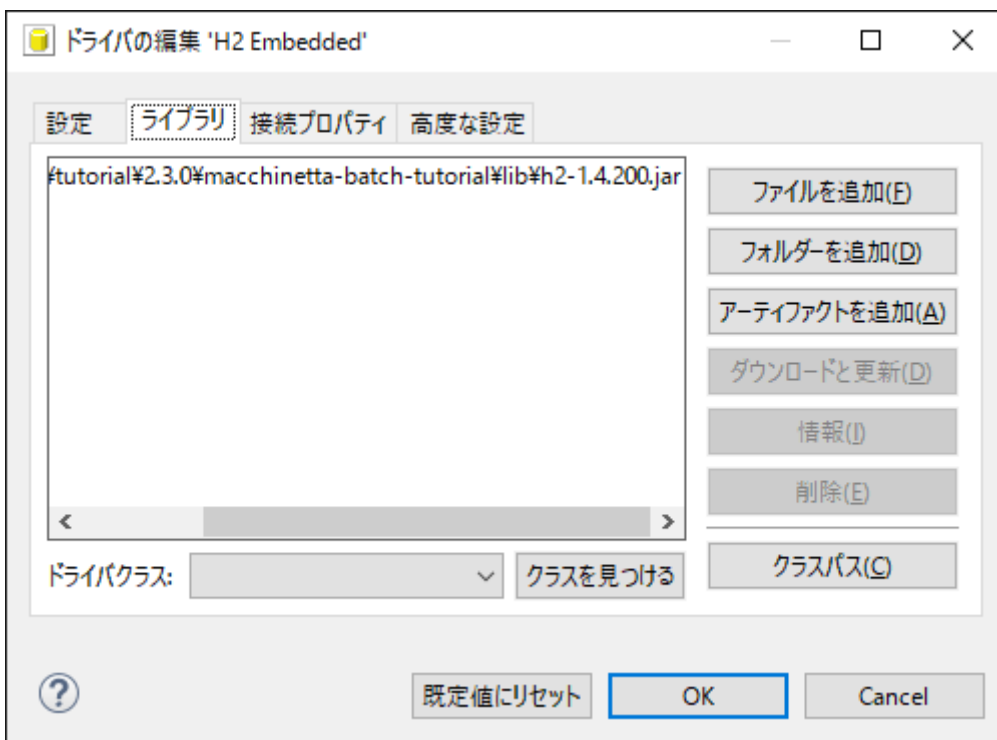 ドライバの編集 'H2 Embedded'
設定 ライブラリ 接続プロパティ 高度な設定
¥tutorial¥2.3.0¥macchinetta-batch-tutorial¥lib¥h2-1.4.200.jar
ファイルを追加(F)
フォルダーを追加(D)
アーティファクトを追加(A)
ダウンロードと更新(D)
情報(I)
削除(E)
ドライバクラス: クラスを見つける
クラスパス(C)
既定値にリセット OK Cancel